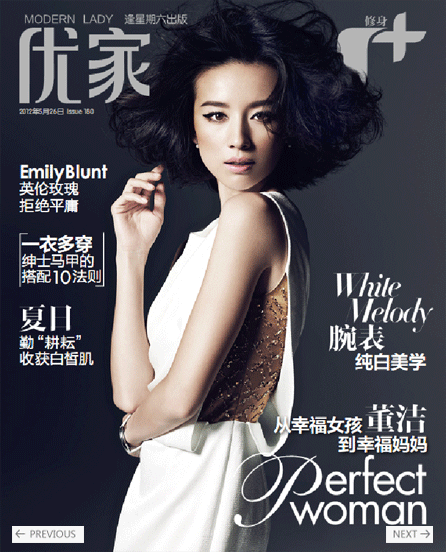 MODERN LADY 逢星期六出版
优家
修身
2012年5月26日 Issue 180
EmilyBlunt
英伦玫瑰
拒绝平庸
一衣多穿
绅士马甲的
搭配10法则
夏日
勤“耕耘”
收获白皙肌
White
Melody
腕表
纯白美学
从幸福女孩 董洁
到幸福妈妈
Perfect
woman
← PREVIOUS
NEXT →